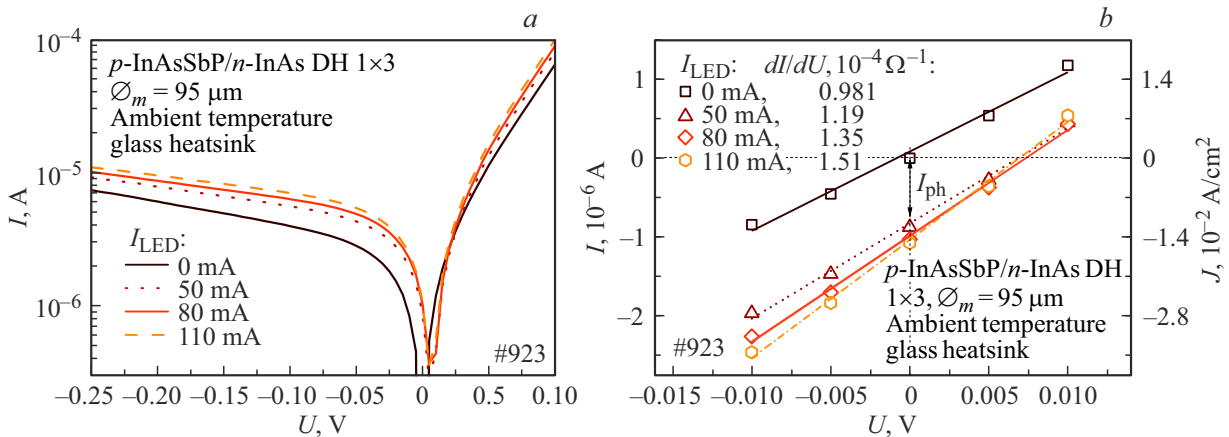 a
10⁻⁴
10⁻⁵
10⁻⁶
I, A
p-InAsSbP/n-InAs DH 1×3
∅m = 95 μm
Ambient temperature
glass heatsink
I_LED:
0 mA
50 mA
80 mA
110 mA
#923
−0.25 −0.20 −0.15 −0.10 −0.05 0 0.5 0.10
U, V
b
I_LED: dI/dU, 10⁻⁴ Ω⁻¹:
0 mA, 0.981
50 mA, 1.19
80 mA, 1.35
110 mA, 1.51
1
0
−1
−2
I, 10⁻⁶ A
1.4
0
−1.4
−2.8
J, 10⁻² A/cm²
I_ph
p-InAsSbP/n-InAs DH
1×3, ∅m = 95 μm
Ambient temperature
glass heatsink
#923
−0.015 −0.010 −0.005 0 0.005 0.010
U, V